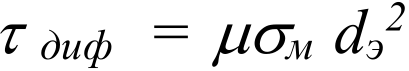 τ диф = μσм dэ²